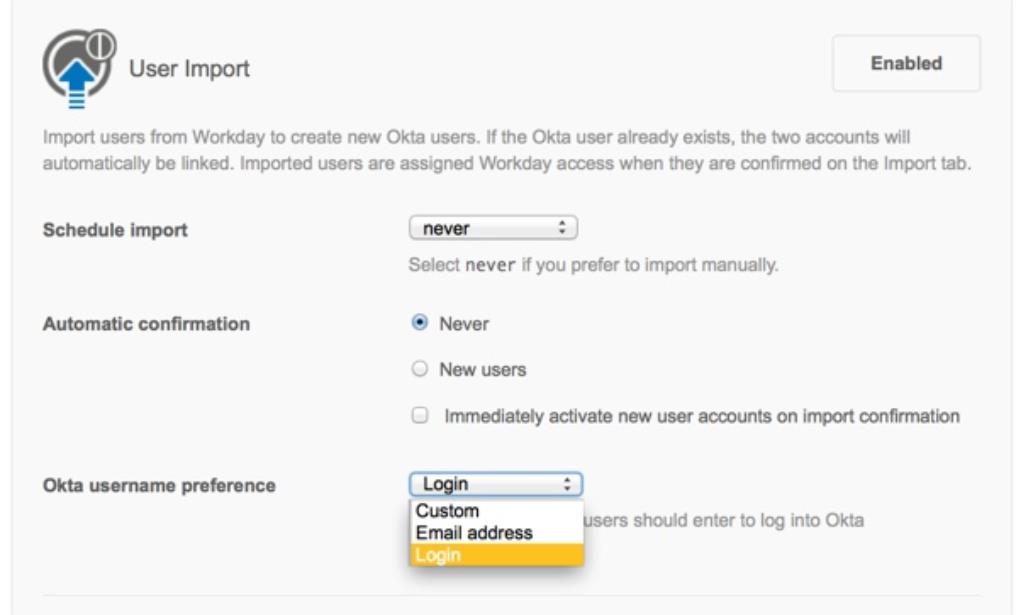 User Import
Enabled
Import users from Workday to create new Okta users. If the Okta user already exists, the two accounts will
automatically be linked. Imported users are assigned Workday access when they are confirmed on the Import tab.
Schedule import
never
Select never if you prefer to import manually.
Automatic confirmation
Never
New users
Immediately activate new user accounts on import confirmation
Okta username preference
Login
Custom
Email address
Login
users should enter to log into Okta